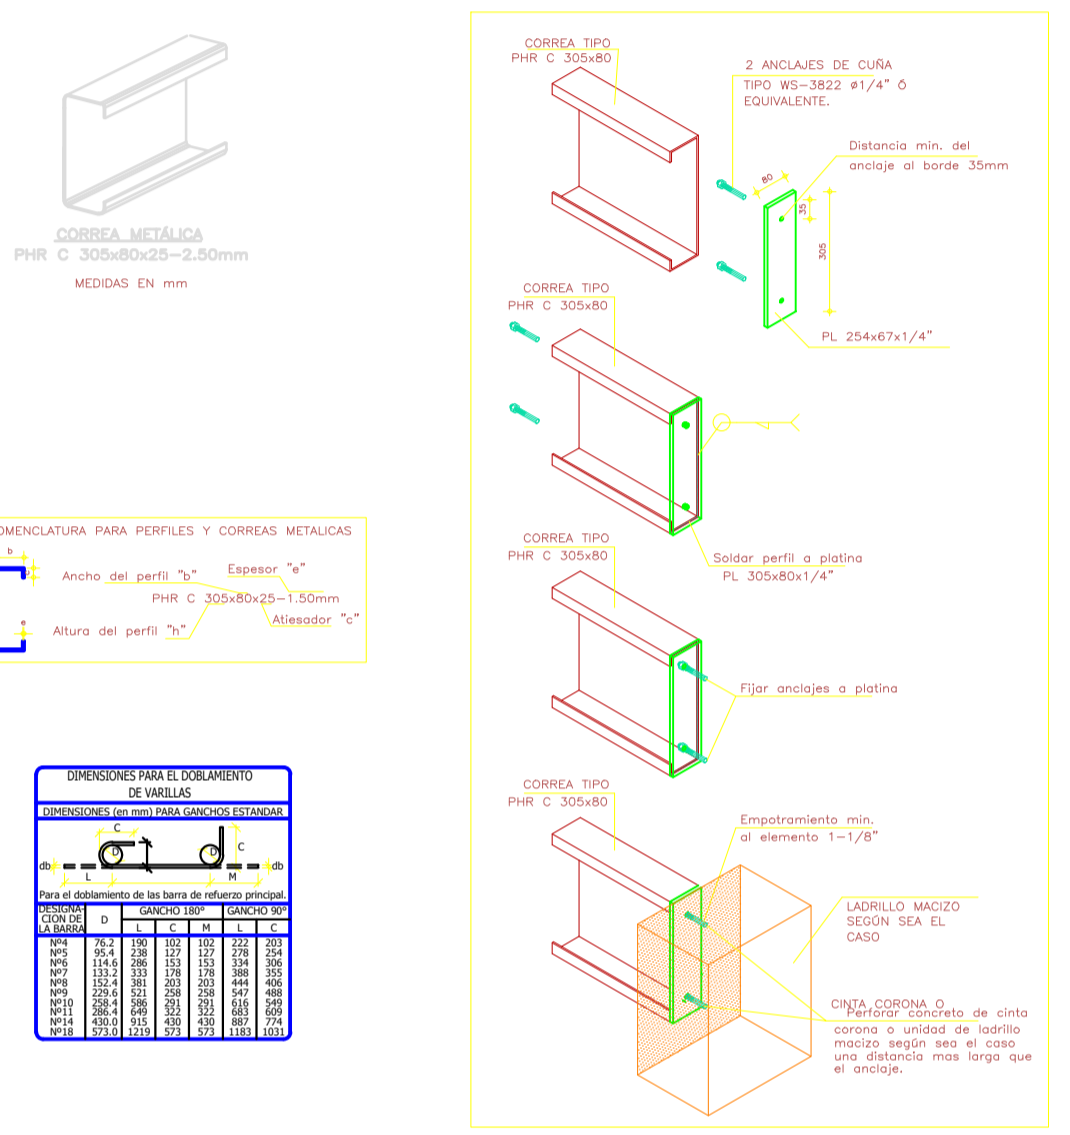 CORREA METÁLICA
PHR C 305x80x25-2.50mm
MEDIDAS EN mm
OMENCLATURA PARA PERFILES Y CORREAS METALICAS
b
Ancho del perfil "b"
Espesor "e"
PHR C 305x80x25-1.50mm
e
Altura del perfil "h"
Atiesador "c"
DIMENSIONES PARA EL DOBLAMIENTO
DE VARILLAS
DIMENSIONES (en mm) PARA GANCHOS ESTANDAR
C
D
D
C
db
db
L
M
Para el doblamiento de las barra de refuerzo principal.
DESIGNA-
CION DE
LA BARRA
D
GANCHO 180º
GANCHO 90º
L C M L C
Nº4 76.2 190 102 102 222 203
Nº5 95.4 238 127 127 278 254
Nº6 114.6 286 153 153 334 306
Nº7 133.2 333 178 178 388 355
Nº8 152.4 381 203 203 444 406
Nº9 229.6 521 258 258 547 488
Nº10 258.4 586 291 291 616 549
Nº11 286.4 649 322 322 683 609
Nº14 430.0 915 430 430 887 774
Nº18 573.0 1219 573 573 1183 1031
CORREA TIPO
PHR C 305x80
2 ANCLAJES DE CUÑA
TIPO WS-3822 ø1/4" Ó
EQUIVALENTE.
Distancia min. del
anclaje al borde 35mm
80
35
305
PL 254x67x1/4"
CORREA TIPO
PHR C 305x80
Soldar perfil a platina
PL 305x80x1/4"
CORREA TIPO
PHR C 305x80
Fijar anclajes a platina
CORREA TIPO
PHR C 305x80
Empotramiento min.
al elemento 1-1/8"
LADRILLO MACIZO
SEGÚN SEA EL
CASO
CINTA CORONA O
Perforar concreto de cinta
corona o unidad de ladrillo
macizo según sea el caso
una distancia mas larga que
el anclaje.